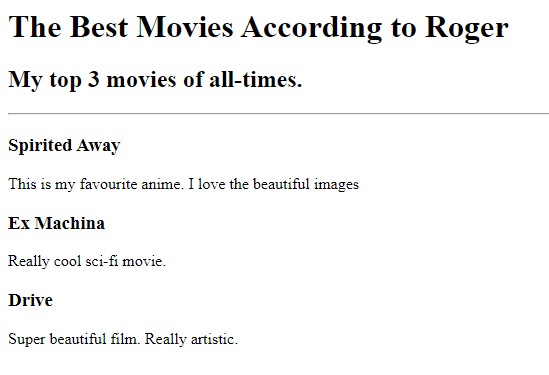 The Best Movies According to Roger
My top 3 movies of all-times.
Spirited Away
This is my favourite anime. I love the beautiful images
Ex Machina
Really cool sci-fi movie.
Drive
Super beautiful film. Really artistic.